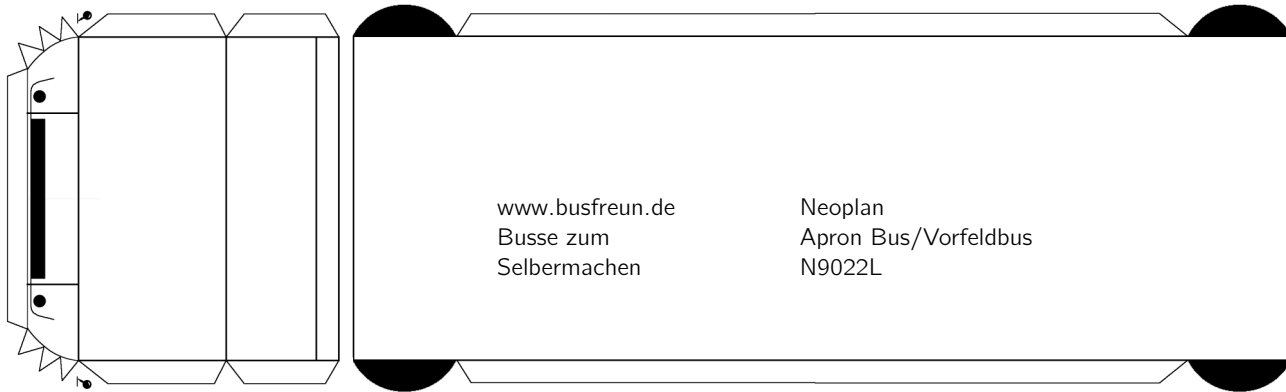 www.busfreun.de
Busse zum
Selbermachen
Neoplan
Apron Bus/Vorfeldbus
N9022L